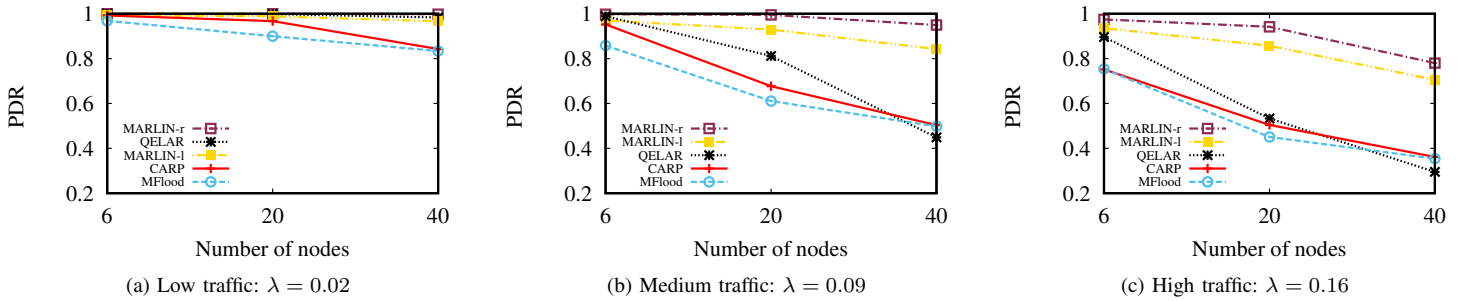 1
0.8
0.6
0.4
0.2
PDR
MARLIN-r
QELAR
MARLIN-l
CARP
MFlood
6
20
40
Number of nodes
(a) Low traffic: λ = 0.02
1
0.8
0.6
0.4
0.2
PDR
MARLIN-r
MARLIN-l
QELAR
CARP
MFlood
6
20
40
Number of nodes
(b) Medium traffic: λ = 0.09
1
0.8
0.6
0.4
0.2
PDR
MARLIN-r
MARLIN-l
QELAR
CARP
MFlood
6
20
40
Number of nodes
(c) High traffic: λ = 0.16